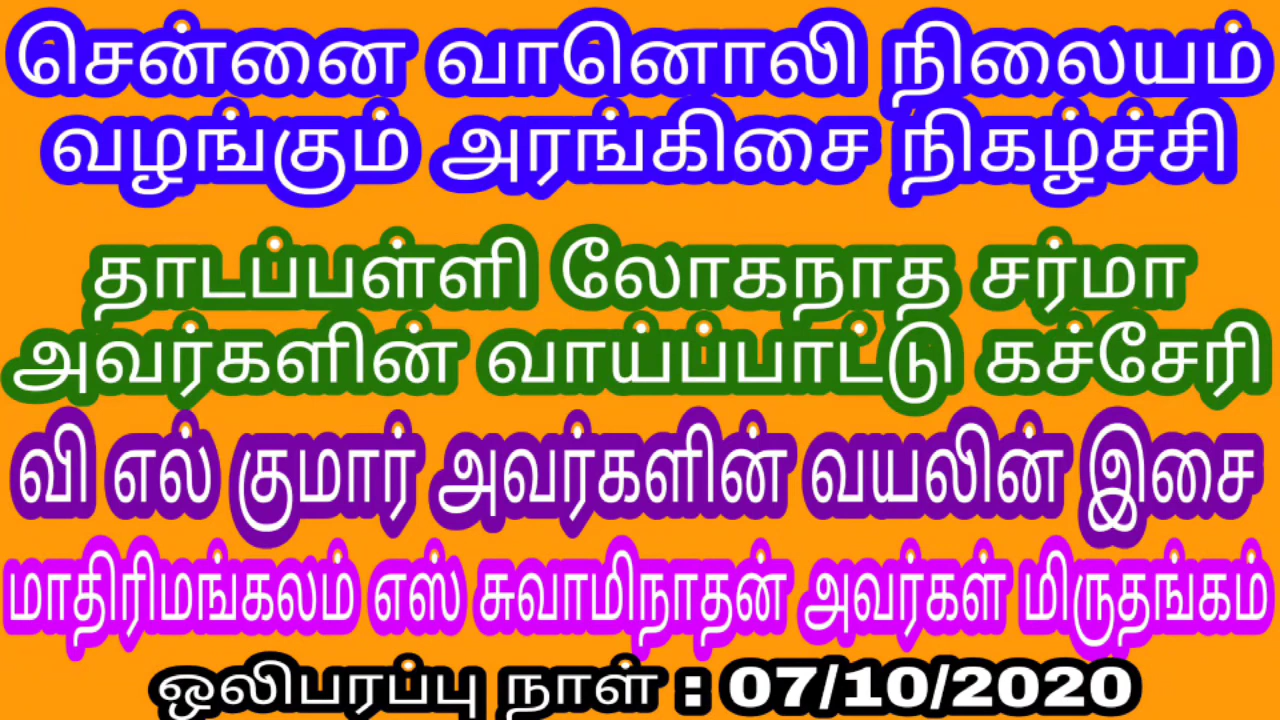 சென்னை வானொலி நிலையம்
வழங்கும் அரங்கிசை நிகழ்ச்சி
தாடப்பள்ளி லோகநாத சர்மா
அவர்களின் வாய்ப்பாட்டு கச்சேரி
வி எல் குமார் அவர்களின் வயலின் இசை
மாதிரிமங்கலம் எஸ் சுவாமிநாதன் அவர்கள் மிருதங்கம்
ஒலிபரப்பு நாள் : 07/10/2020